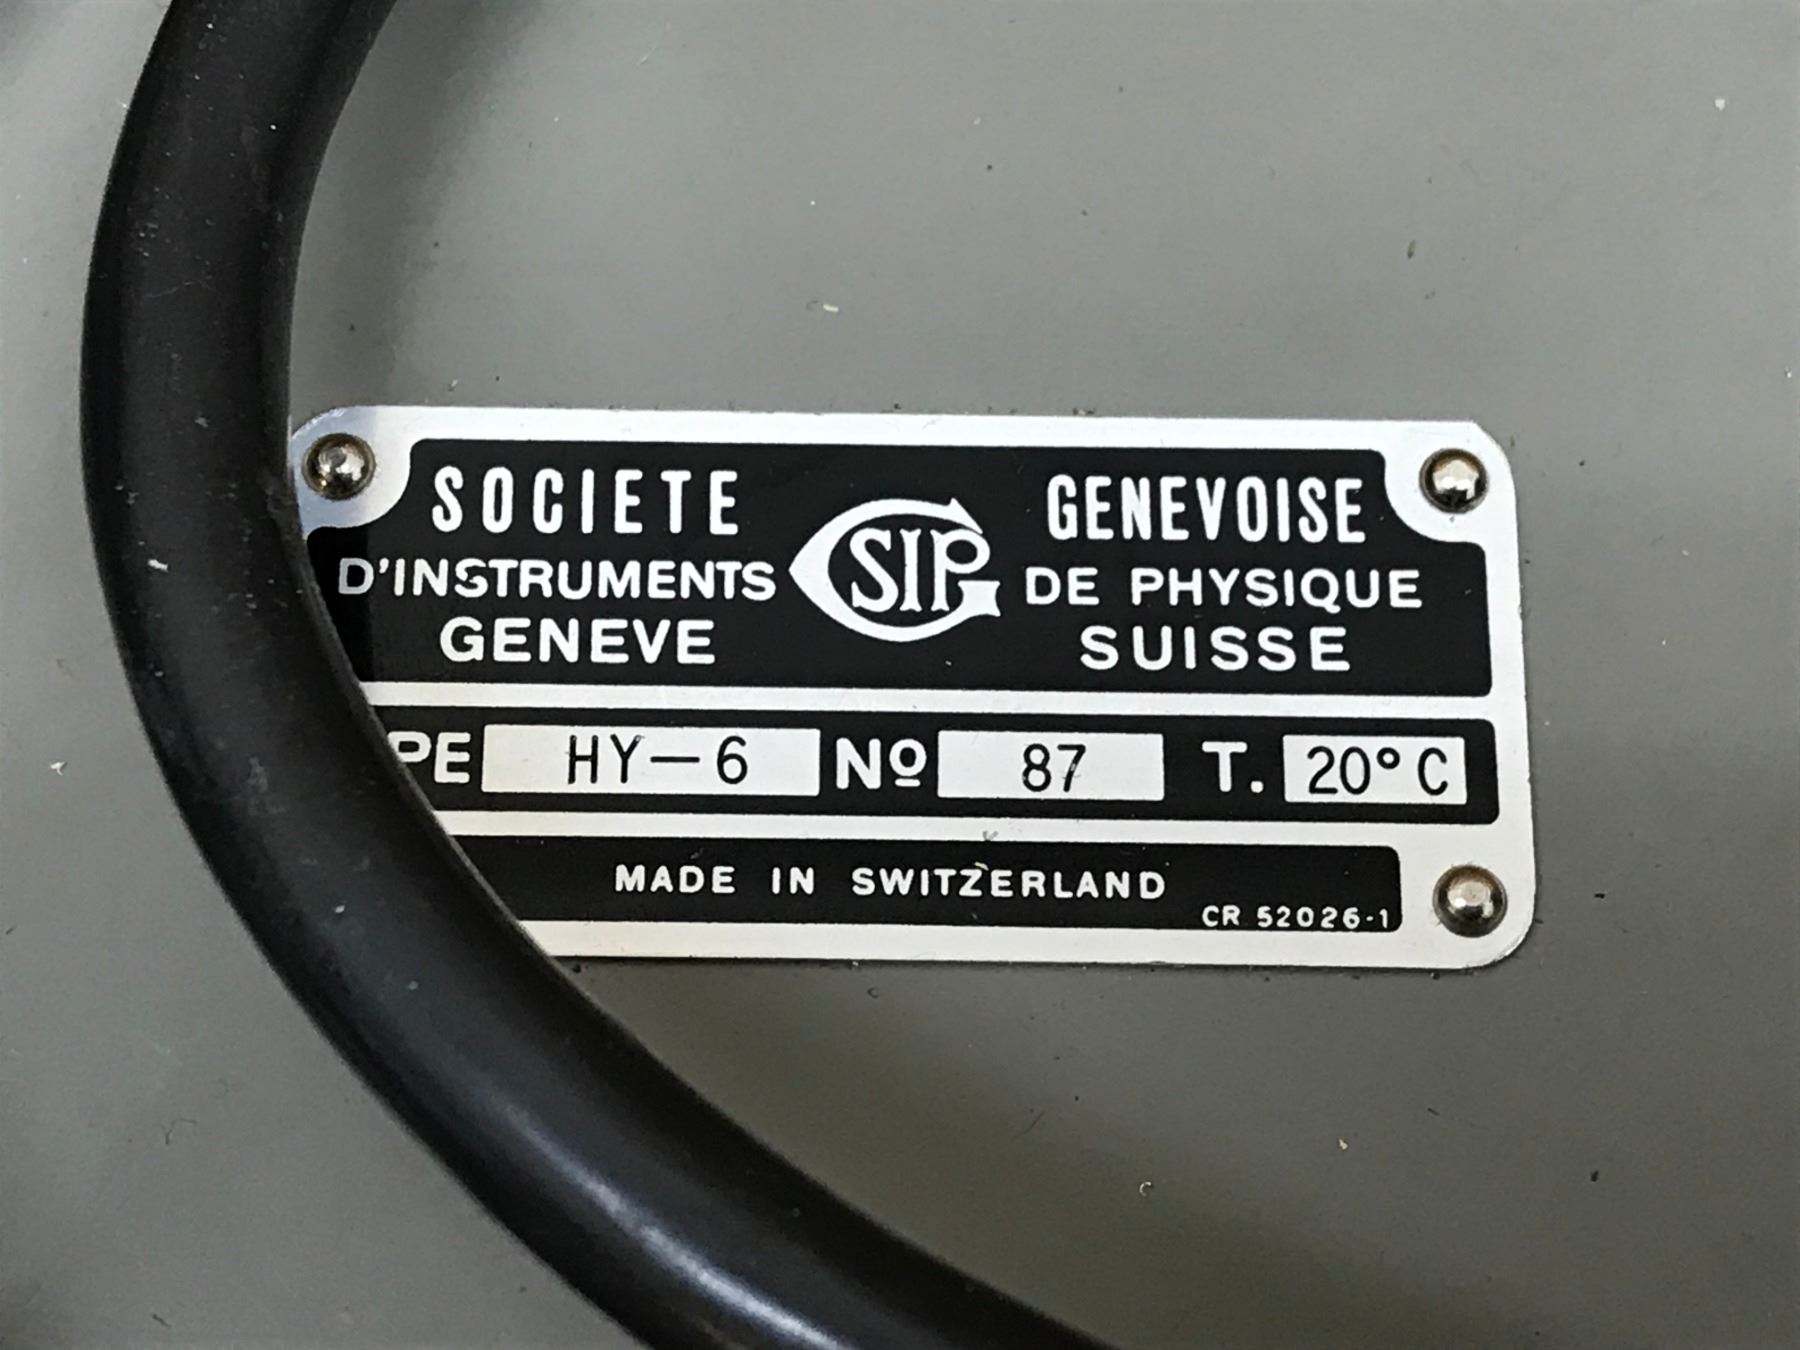 SOCIETE GENEVOISE
D'INSTRUMENTS SIP DE PHYSIQUE
GENEVE SUISSE
PE HY-6 Nº 87 T. 20° C
MADE IN SWITZERLAND
CR 52026-1